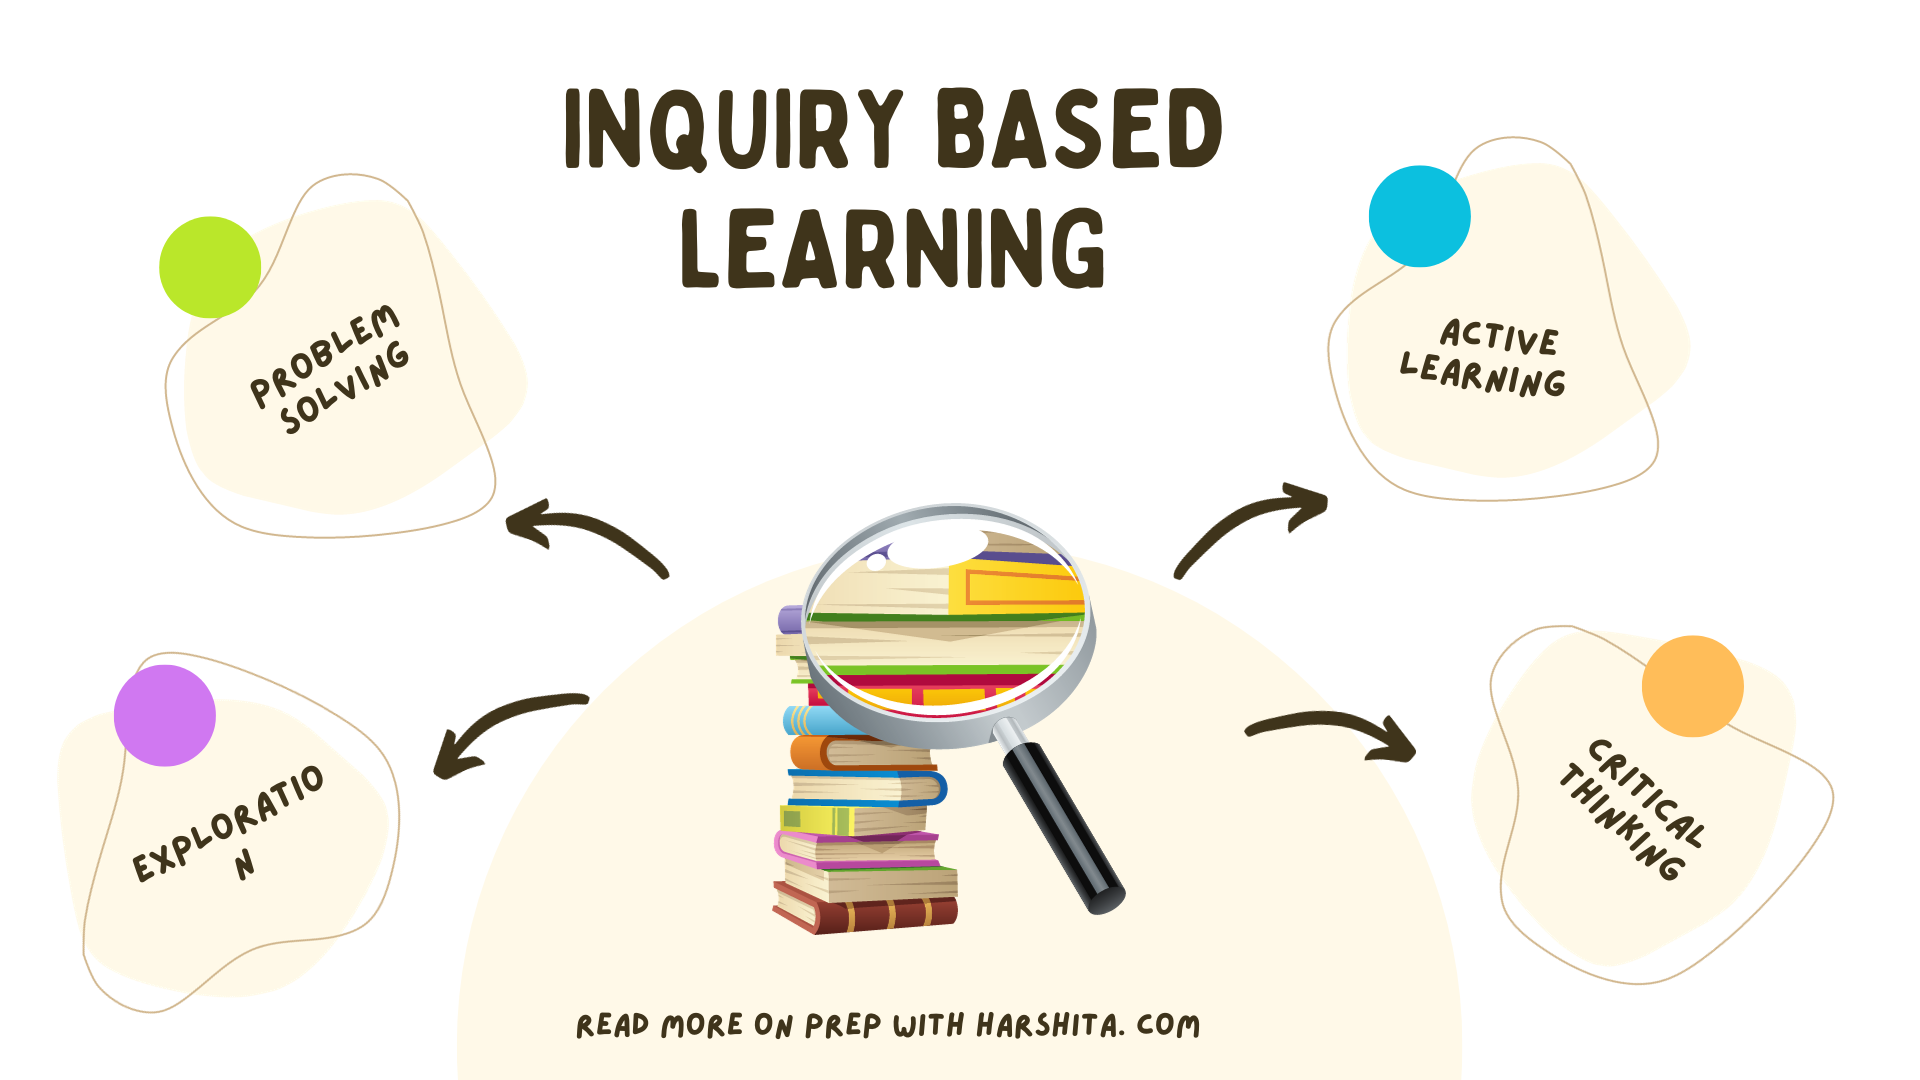 INQUIRY BASED
LEARNING
PROBLEM
SOLVING
ACTIVE
LEARNING
EXPLORATIO
N
CRITICAL
THINKING
READ MORE ON PREP WITH HARSHITA. COM